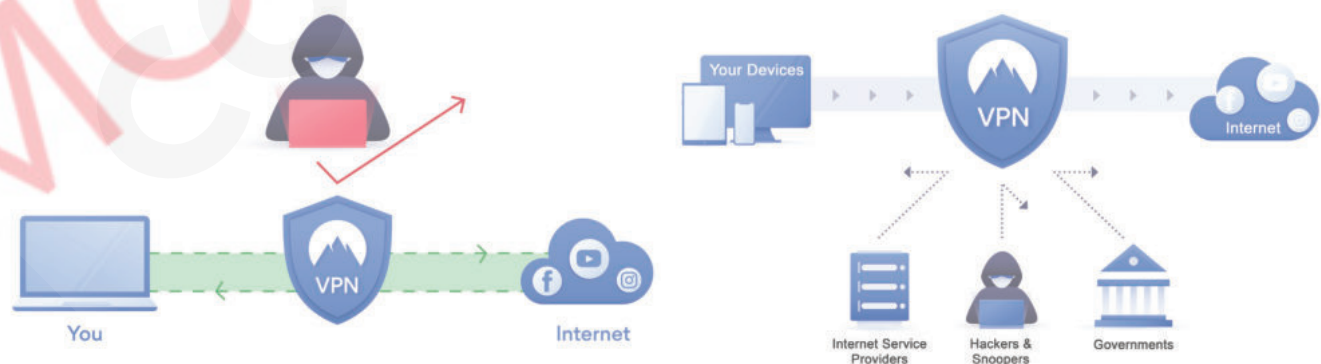 VPN
You
Internet
Your Devices
VPN
Internet
Internet Service
Providers
Hackers &
Snoopers
Governments